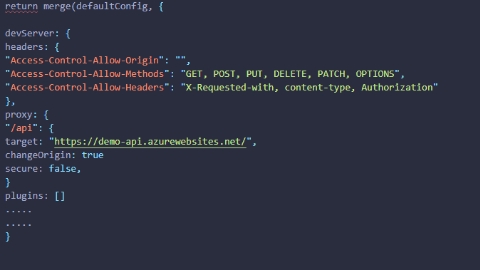 return merge(defaultConfig, {
devServer: {
headers: {
"Access-Control-Allow-Origin": "",
"Access-Control-Allow-Methods": "GET, POST, PUT, DELETE, PATCH, OPTIONS",
"Access-Control-Allow-Headers": "X-Requested-with, content-type, Authorization"
},
proxy: {
"/api": {
target: "https://demo-api.azurewebsites.net/",
changeOrigin: true
secure: false,
}
plugins: []
.....
.....
}